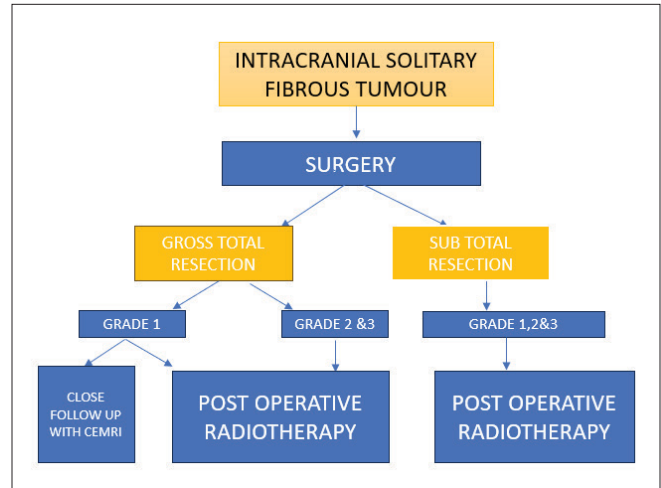 INTRACRANIAL SOLITARY
FIBROUS TUMOUR
SURGERY
GROSS TOTAL
RESECTION
SUB TOTAL
RESECTION
GRADE 1
GRADE 2 &3
GRADE 1,2&3
CLOSE
FOLLOW UP
WITH CEMRI
POST OPERATIVE
RADIOTHERAPY
POST OPERATIVE
RADIOTHERAPY